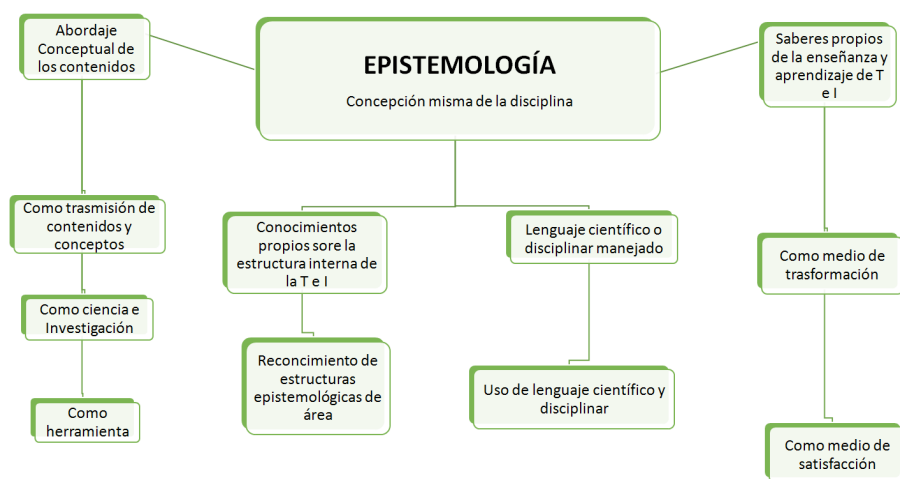 Abordaje
Conceptual de
los contenidos
EPISTEMOLOGÍA
Concepción misma de la disciplina
Saberes propios
de la enseñanza y
aprendizaje de T
e I
Como trasmisión de
contenidos y
conceptos
Conocimientos
propios sore la
estructura interna de
la T e I
Lenguaje científico o
disciplinar manejado
Como medio de
trasformación
Como ciencia e
Investigación
Reconcimiento de
estructuras
epistemológicas de
área
Uso de lenguaje científico y
disciplinar
Como
herramienta
Como medio de
satisfacción